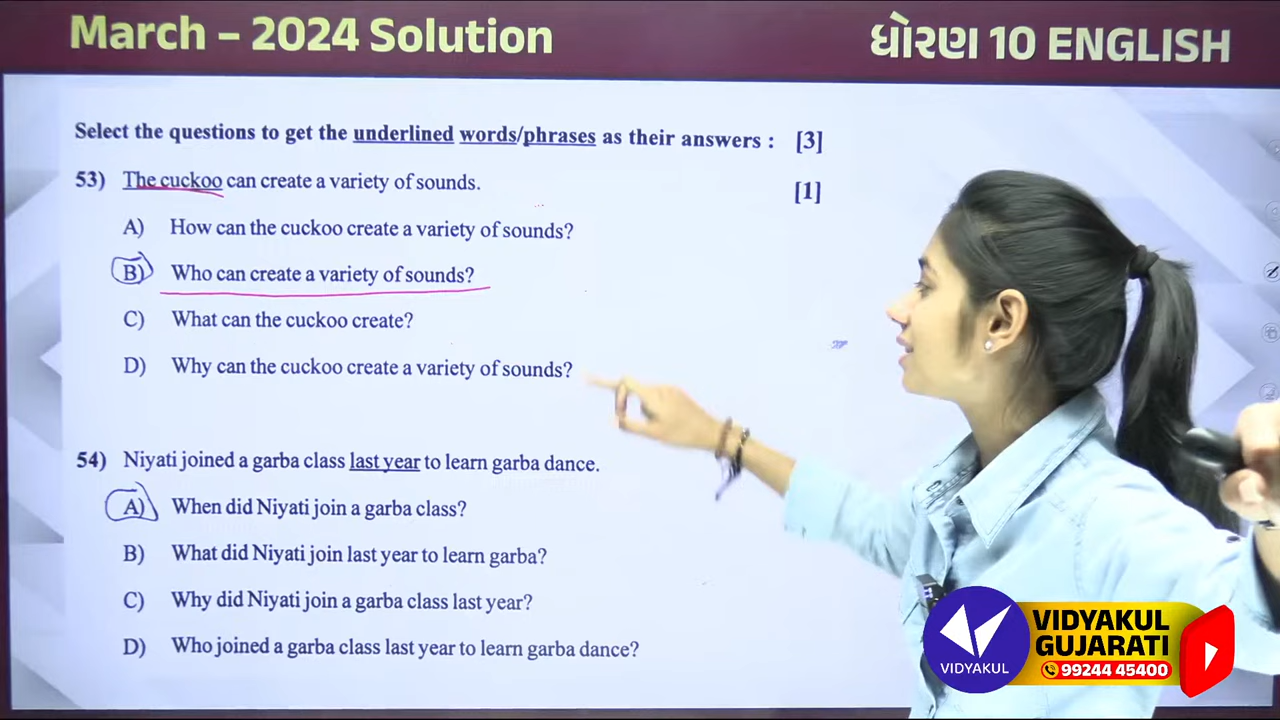 March – 2024 Solution
ધોરણ 10 ENGLISH
Select the questions to get the underlined words/phrases as their answers : [3]
53) The cuckoo can create a variety of sounds. [1]
A) How can the cuckoo create a variety of sounds?
B) Who can create a variety of sounds?
C) What can the cuckoo create?
D) Why can the cuckoo create a variety of sounds?
54) Niyati joined a garba class last year to learn garba dance.
A) When did Niyati join a garba class?
B) What did Niyati join last year to learn garba?
C) Why did Niyati join a garba class last year?
D) Who joined a garba class last year to learn garba dance?
VIDYAKUL
VIDYAKUL
GUJARATI
99244 45400